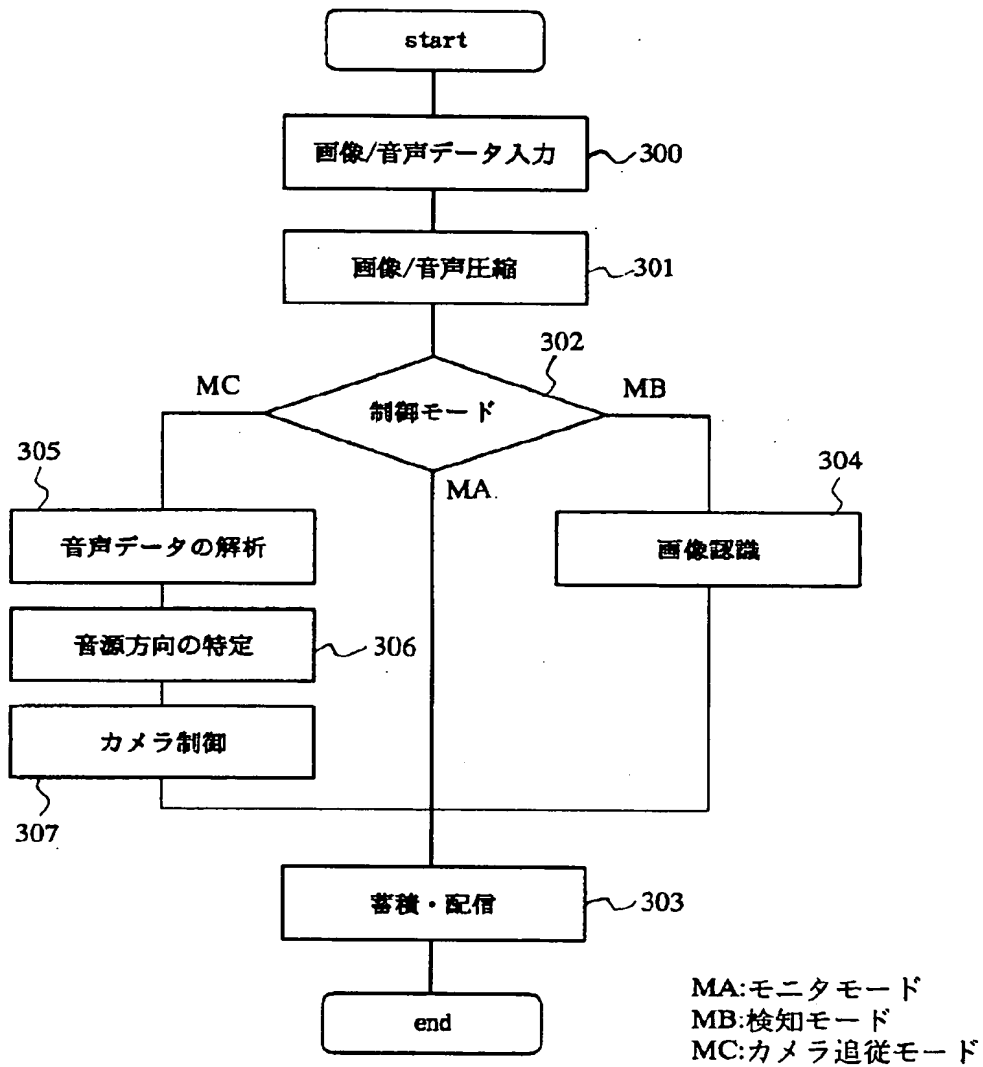 start
画像/音声データ入力
300
画像/音声圧縮
301
302
制御モード
MC
MB
MA
305
音声データの解析
304
画像認識
音源方向の特定
306
カメラ制御
307
蓄積・配信
303
end
MA:モニタモード
MB:検知モード
MC:カメラ追従モード